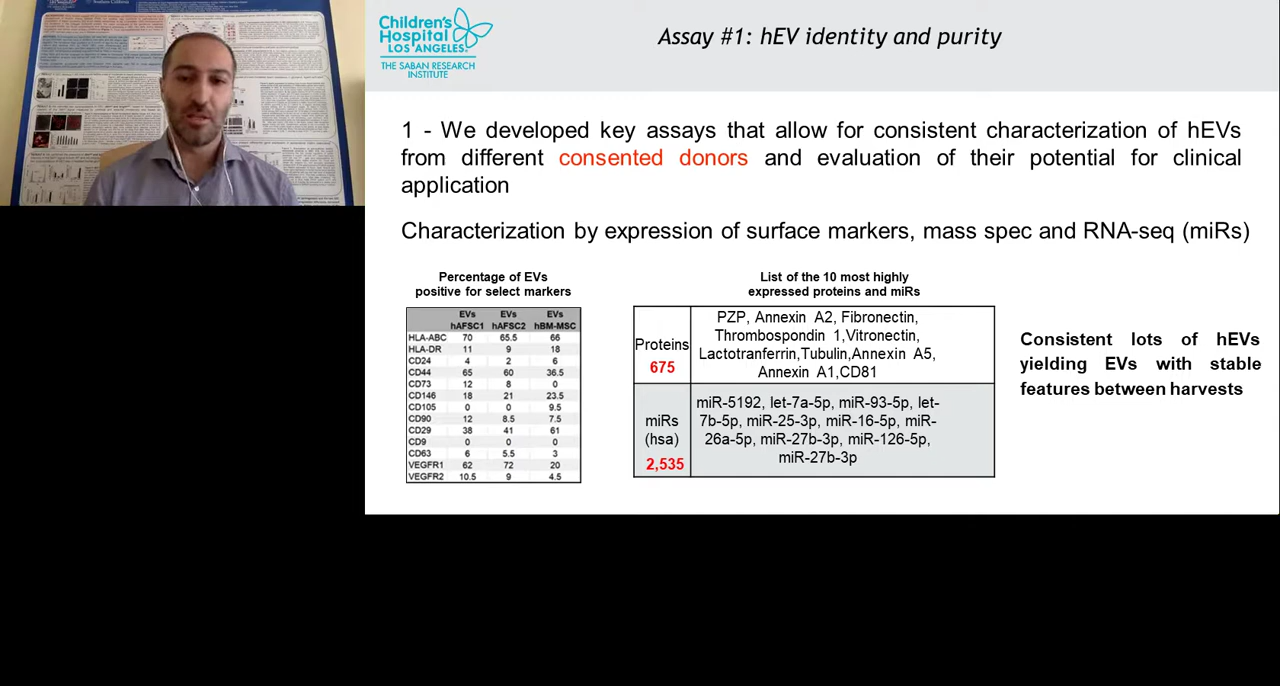 Children's
Hospital
LOS ANGELES
THE SABAN RESEARCH
INSTITUTE
Assay #1: hEV identity and purity
1 - We developed key assays that allow for consistent characterization of hEVs
from different consented donors and evaluation of their potential for clinical
application
Characterization by expression of surface markers, mass spec and RNA-seq (miRs)
Percentage of EVs
positive for select markers
EVs EVs EVs
hAFSC1 hAFSC2 hBM-MSC
HLA-ABC 70 65.5 66
HLA-DR 11 9 18
CD24 4 2 6
CD44 65 60 36.5
CD73 12 8 0
CD146 18 21 23.5
CD105 0 0 9.5
CD90 12 8.5 7.5
CD29 38 41 61
CD9 0 0 0
CD63 6 5.5 3
VEGFR1 62 72 20
VEGFR2 10.5 9 4.5
List of the 10 most highly
expressed proteins and miRs
Proteins
675
PZP, Annexin A2, Fibronectin,
Thrombospondin 1,Vitronectin,
Lactotranferrin,Tubulin,Annexin A5,
Annexin A1,CD81
miRs
(hsa)
2,535
miR-5192, let-7a-5p, miR-93-5p, let-
7b-5p, miR-25-3p, miR-16-5p, miR-
26a-5p, miR-27b-3p, miR-126-5p,
miR-27b-3p
Consistent lots of hEVs
yielding EVs with stable
features between harvests